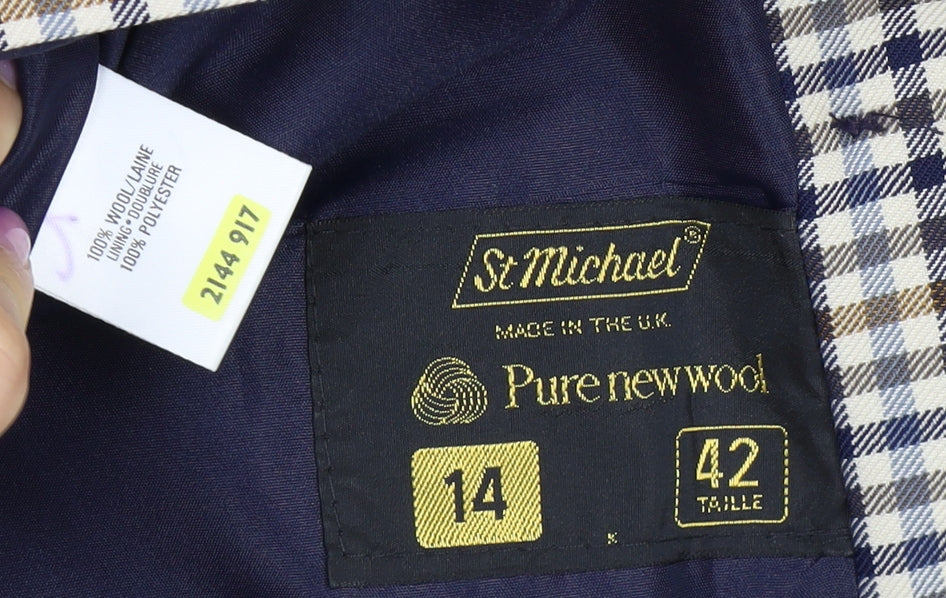 100% WOOL/LAINE
LINING•DOUBLURE
100% POLYESTER
2144 917
St Michael®
MADE IN THE U.K.
Pure new wool
14
42
TAILLE
K